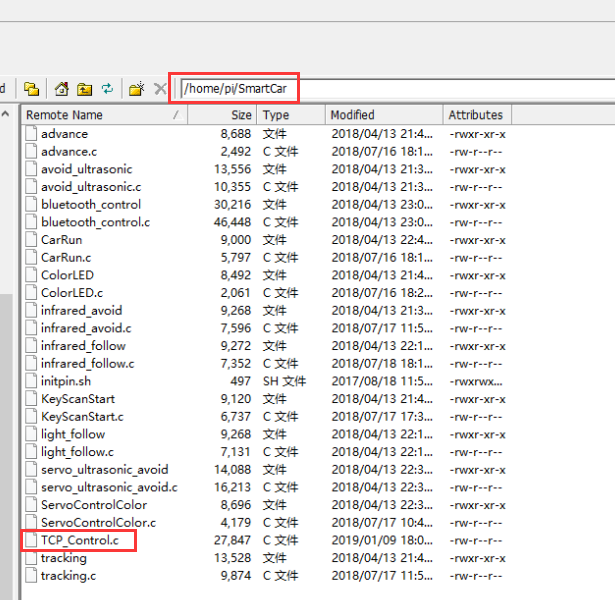 d /home/pi/SmartCar
Remote Name / Size Type Modified Attributes
advance 8,688 文件 2018/04/13 21:4... -rwxr-xr-x
advance.c 2,492 C 文件 2018/07/16 18:1... -rw-r--r--
avoid_ultrasonic 13,556 文件 2018/04/13 21:3... -rwxr-xr-x
avoid_ultrasonic.c 10,355 C 文件 2018/04/13 21:3... -rw-r--r--
bluetooth_control 30,216 文件 2018/04/13 23:0... -rwxr-xr-x
bluetooth_control.c 46,448 C 文件 2018/04/13 23:0... -rw-r--r--
CarRun 9,000 文件 2018/04/13 22:4... -rwxr-xr-x
CarRun.c 5,797 C 文件 2018/07/16 18:1... -rw-r--r--
ColorLED 8,492 文件 2018/04/13 21:4... -rwxr-xr-x
ColorLED.c 2,061 C 文件 2018/07/16 18:2... -rw-r--r--
infrared_avoid 9,268 文件 2018/04/13 21:3... -rwxr-xr-x
infrared_avoid.c 7,596 C 文件 2018/07/17 11:5... -rw-r--r--
infrared_follow 9,272 文件 2018/04/13 22:1... -rwxr-xr-x
infrared_follow.c 7,352 C 文件 2018/07/18 18:1... -rw-r--r--
initpin.sh 497 SH 文件 2017/08/18 11:5... -rwxrwx...
KeyScanStart 9,120 文件 2018/04/13 21:4... -rwxr-xr-x
KeyScanStart.c 6,737 C 文件 2018/07/17 17:3... -rw-r--r--
light_follow 9,268 文件 2018/04/13 22:1... -rwxr-xr-x
light_follow.c 7,131 C 文件 2018/04/13 22:1... -rw-r--r--
servo_ultrasonic_avoid 14,088 文件 2018/04/13 22:3... -rwxr-xr-x
servo_ultrasonic_avoid.c 16,213 C 文件 2018/04/13 22:3... -rw-r--r--
ServoControlColor 8,696 文件 2018/04/13 22:3... -rwxr-xr-x
ServoControlColor.c 4,179 C 文件 2018/07/17 10:4... -rw-r--r--
TCP_Control.c 27,847 C 文件 2019/01/09 18:0... -rw-r--r--
tracking 13,528 文件 2018/04/13 21:4... -rwxr-xr-x
tracking.c 9,874 C 文件 2018/07/17 11:5... -rw-r--r--